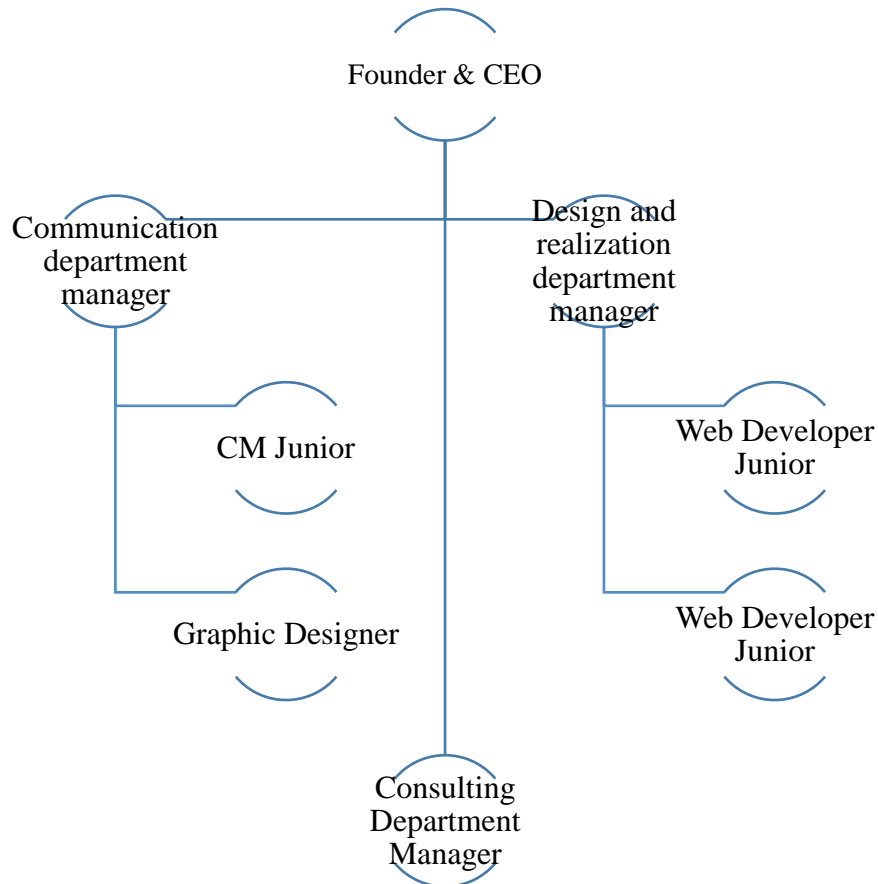 Founder & CEO
Communication
department
manager
Design and
realization
department
manager
CM Junior
Web Developer
Junior
Graphic Designer
Web Developer
Junior
Consulting
Department
Manager